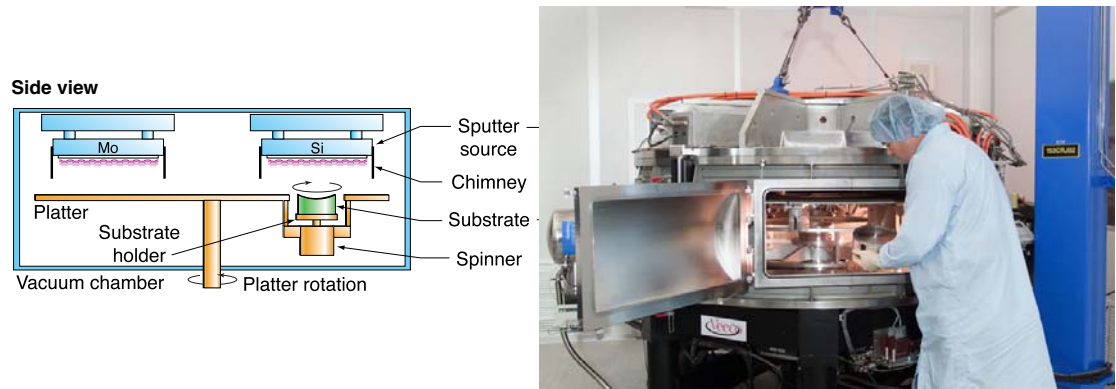 Side view
Mo
Si
Sputter
source
Chimney
Platter
Substrate
Substrate
holder
Spinner
Vacuum chamber
Platter rotation
Veeco